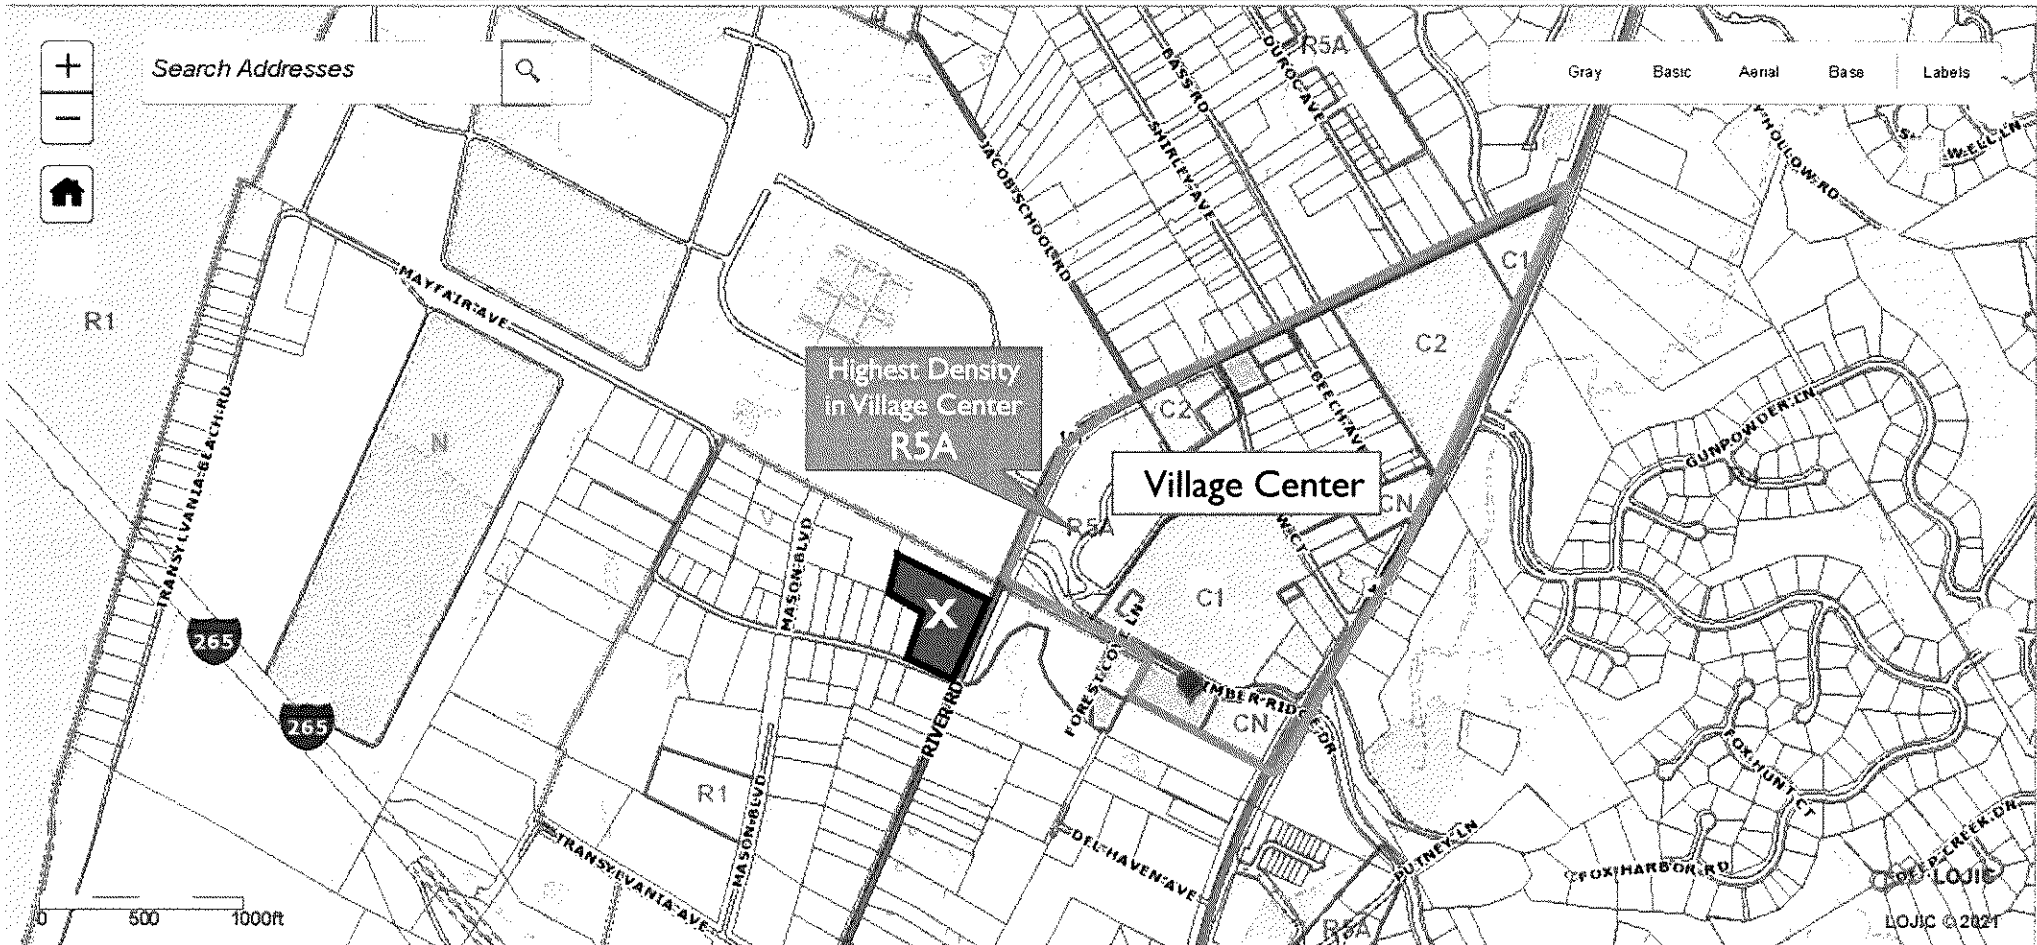 +
Search Addresses
−
Gray Basic Aerial Base Labels
R5A
DUROC AVE
BASS RD
SHIRLEY AVE
JACOB SCHOOL RD
HOLLOW RD
WELL LN
C1
MAYFAIR AVE
R1
C2
Highest Density
in Village Center
R5A
C2
BEECH AVE
GUNPOWDER LN
TRANSYLVANIA BEACH RD
N
Village Center
CN
R5A
MASON BLVD
X
C1
265
FOREST COVE LN
265
RIVER RD
CN
R1
MASON BLVD
FOX HUNT CT
TRANSYLVANIA AVE
DEL HAVEN AVE
PUTNEY LN
FOX HARBOR RD
CREEK DR
LOJIC
0 500 1000ft
R5A
LOJIC © 2021